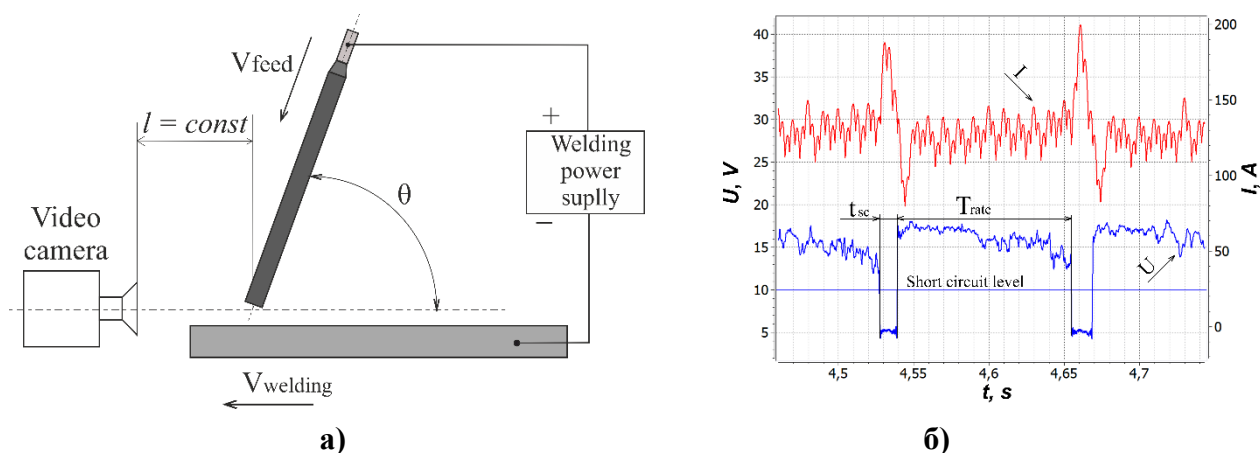 Vfeed
l = const
θ
+
Welding
power
suplly
−
Video
camera
Vwelding
а)
40
35
30
25
20
15
10
5
U, V
200
150
100
50
0
I, A
I
tsc
Trate
Short circuit level
U
4,5
4,55
4,6
4,65
4,7
t, s
б)